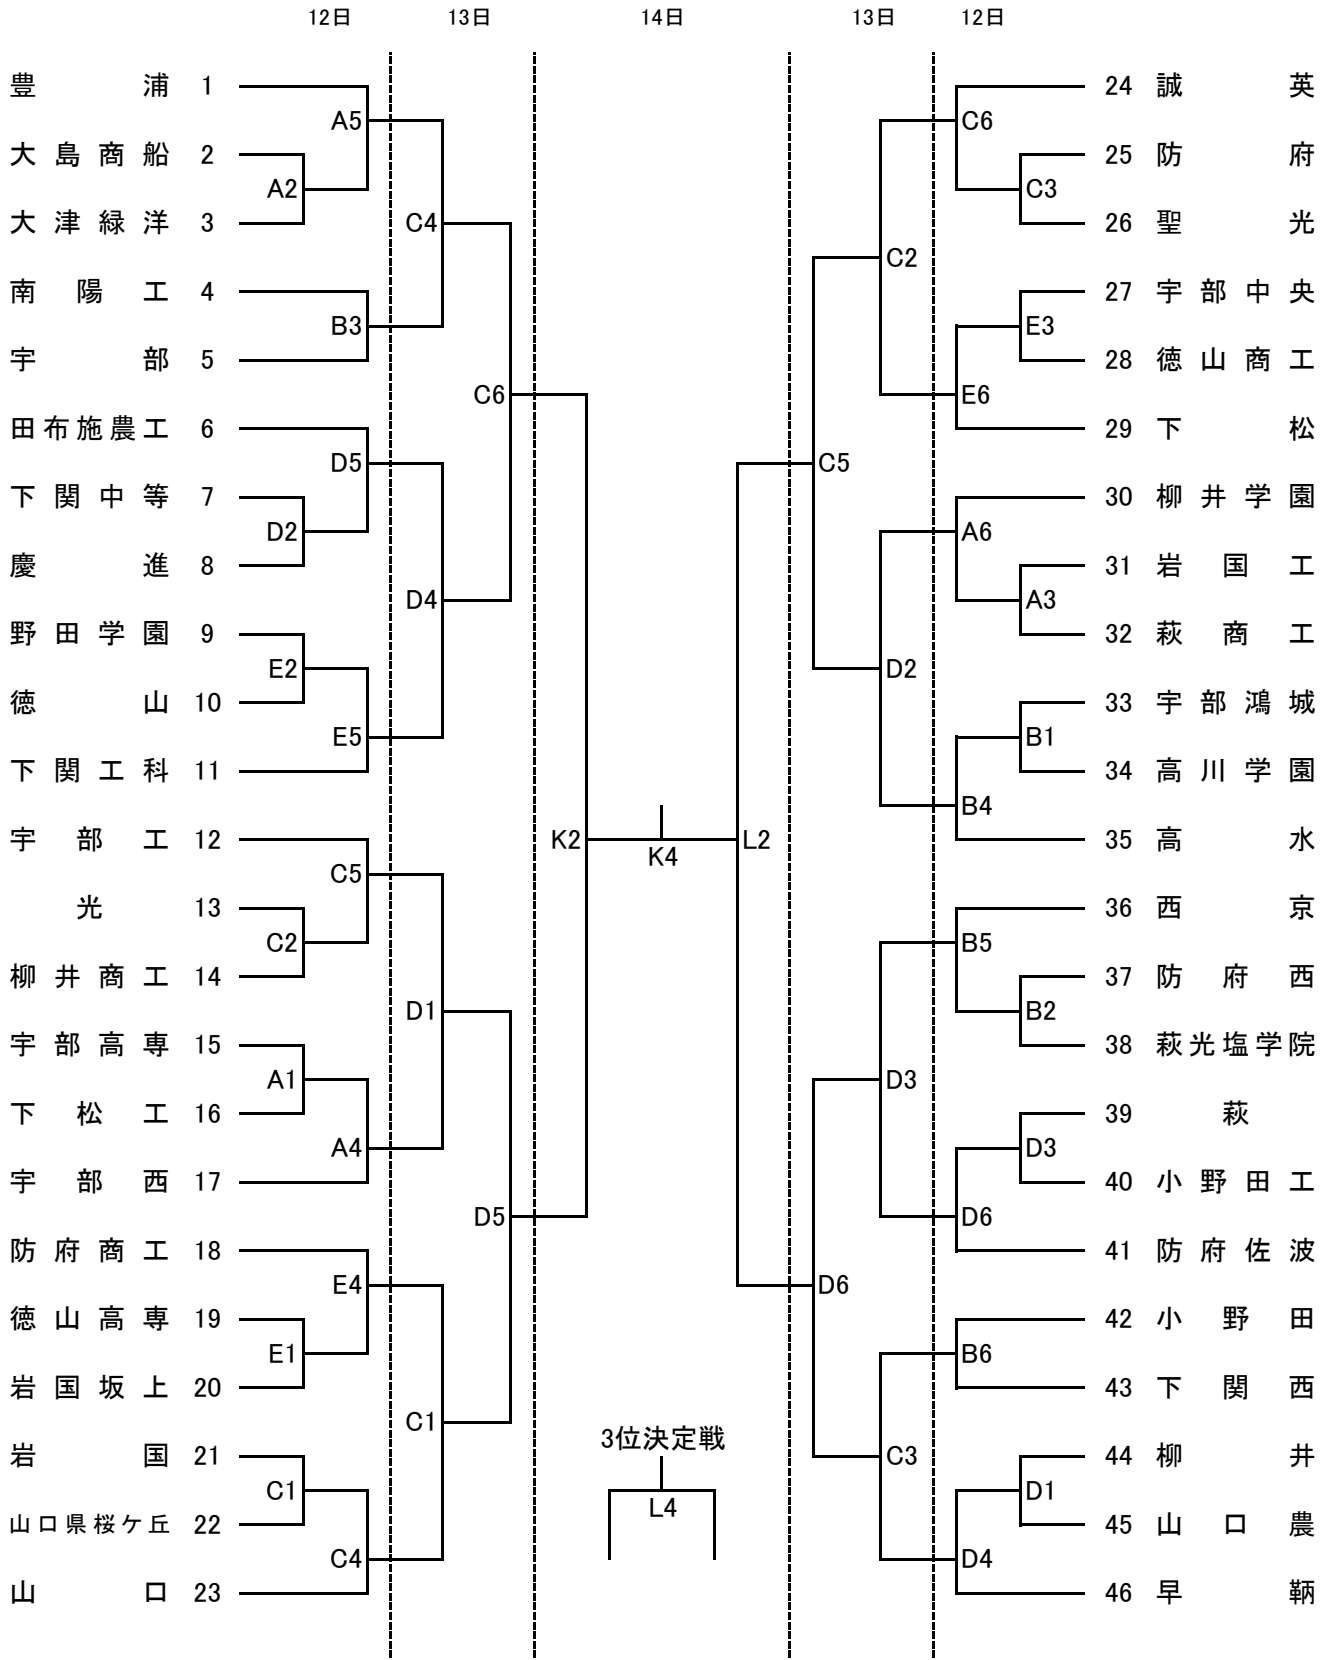 12日 13日 14日 13日 12日
豊浦 1 24 誠英
A5 C6
大島商船 2 25 防府
A2 C3
大津緑洋 3 C4 26 聖光
C2
南陽工 4 27 宇部中央
B3 E3
宇部 5 28 徳山商工
C6 E6
田布施農工 6 29 下松
D5 C5
下関中等 7 30 柳井学園
D2 A6
慶進 8 31 岩国工
D4 A3
野田学園 9 32 萩商工
E2 D2
徳山 10 33 宇部鴻城
E5 B1
下関工科 11 34 高川学園
B4
宇部工 12 K2 K4 L2 35 高水
C5
光 13 36 西京
C2 B5
柳井商工 14 37 防府西
D1 B2
宇部高専 15 38 萩光塩学院
A1 D3
下松工 16 39 萩
A4 D3
宇部西 17 40 小野田工
D5 D6
防府商工 18 41 防府佐波
E4 D6
徳山高専 19 42 小野田
E1 B6
岩国坂上 20 43 下関西
C1 3位決定戦
岩国 21 C3 44 柳井
C1 L4 D1
山口県桜ケ丘 22 45 山口農
C4 D4
山口 23 46 早鞆